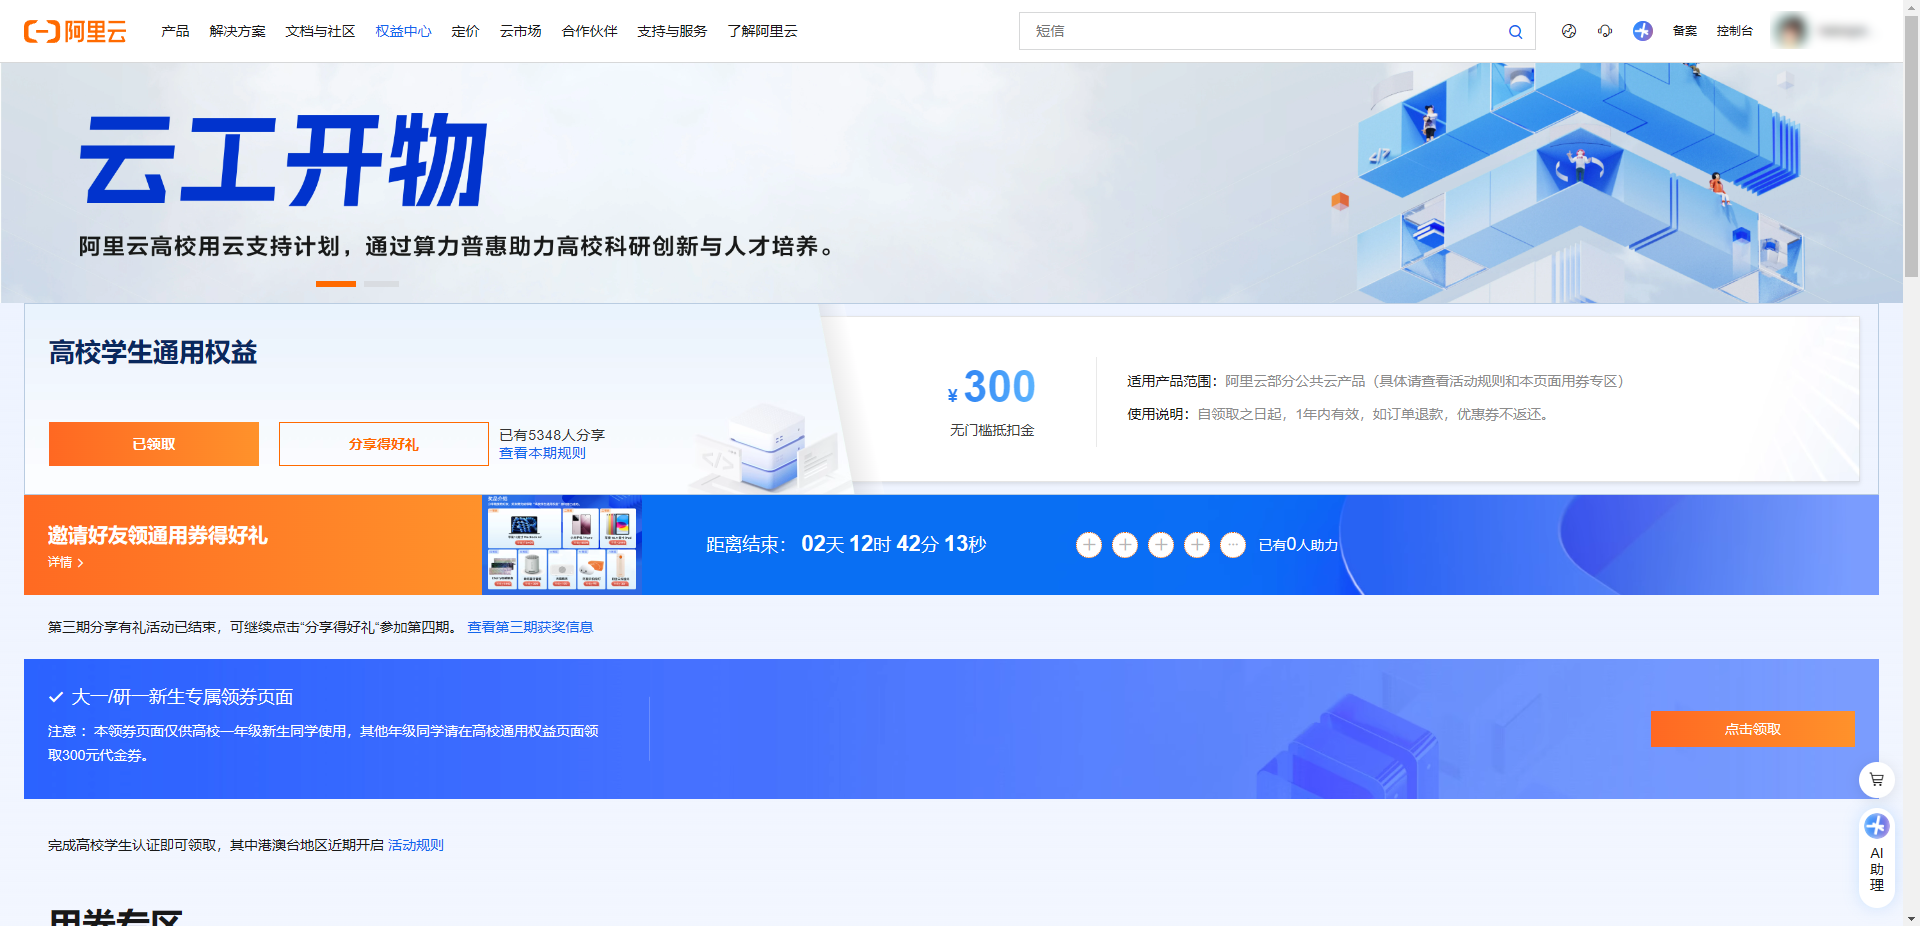 阿里云
产品 解决方案 文档与社区 权益中心 定价 云市场 合作伙伴 支持与服务 了解阿里云
短信
备案 控制台
云工开物
阿里云高校用云支持计划，通过算力普惠助力高校科研创新与人才培养。
高校学生通用权益
已领取
分享得好礼
已有5348人分享
查看本期规则
¥300
无门槛抵扣金
适用产品范围：阿里云部分公共云产品（具体请查看活动规则和本页面用券专区）
使用说明：自领取之日起，1年内有效，如订单退款，优惠券不返还。
邀请好友领通用券得好礼
详情 >
距离结束： 02天 12时 42分 13秒
已有0人助力
第三期分享有礼活动已结束，可继续点击“分享得好礼“参加第四期。 查看第三期获奖信息
大一/研一新生专属领券页面
注意 ：本领券页面仅供高校一年级新生同学使用，其他年级同学请在高校通用权益页面领
取300元代金券。
点击领取
完成高校学生认证即可领取，其中港澳台地区近期开启 活动规则
AI
助
理
用券专区